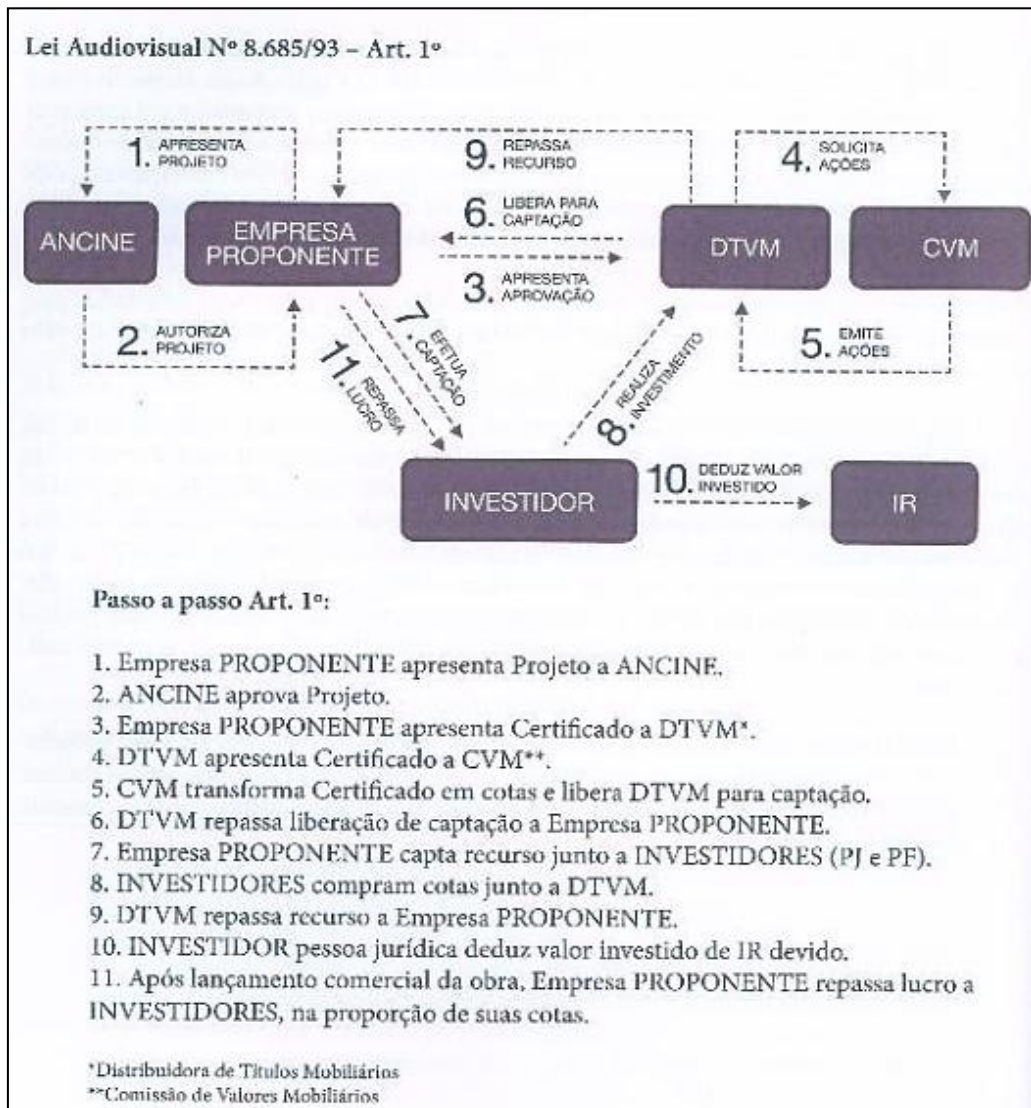 Lei Audiovisual Nº 8.685/93 – Art. 1º
1. APRESENTA
PROJETO
9. REPASSA
RECURSO
4. SOLICITA
AÇÕES
6. LIBERA PARA
CAPTAÇÃO
ANCINE
EMPRESA
PROPONENTE
DTVM
CVM
3. APRESENTA
APROVAÇÃO
2. AUTORIZA
PROJETO
7. EFETUA
CAPTAÇÃO
11. REPASSA
LUCRO
8. REALIZA
INVESTIMENTO
5. EMITE
AÇÕES
10. DEDUZ VALOR
INVESTIDO
INVESTIDOR
IR
Passo a passo Art. 1º:
1. Empresa PROPONENTE apresenta Projeto a ANCINE.
2. ANCINE aprova Projeto.
3. Empresa PROPONENTE apresenta Certificado a DTVM*.
4. DTVM apresenta Certificado a CVM**.
5. CVM transforma Certificado em cotas e libera DTVM para captação.
6. DTVM repassa liberação de captação a Empresa PROPONENTE.
7. Empresa PROPONENTE capta recurso junto a INVESTIDORES (PJ e PF).
8. INVESTIDORES compram cotas junto a DTVM.
9. DTVM repassa recurso a Empresa PROPONENTE.
10. INVESTIDOR pessoa jurídica deduz valor investido de IR devido.
11. Após lançamento comercial da obra, Empresa PROPONENTE repassa lucro a
INVESTIDORES, na proporção de suas cotas.
*Distribuidora de Títulos Mobiliários
**Comissão de Valores Mobiliários